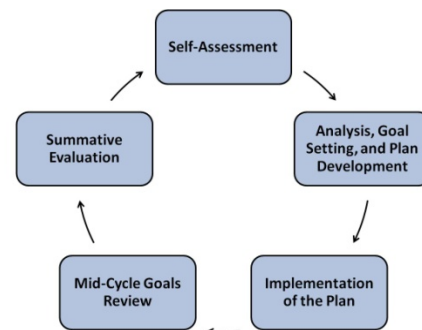 Self-Assessment
Analysis, Goal
Setting, and Plan
Development
Implementation
of the Plan
Mid-Cycle Goals
Review
Summative
Evaluation